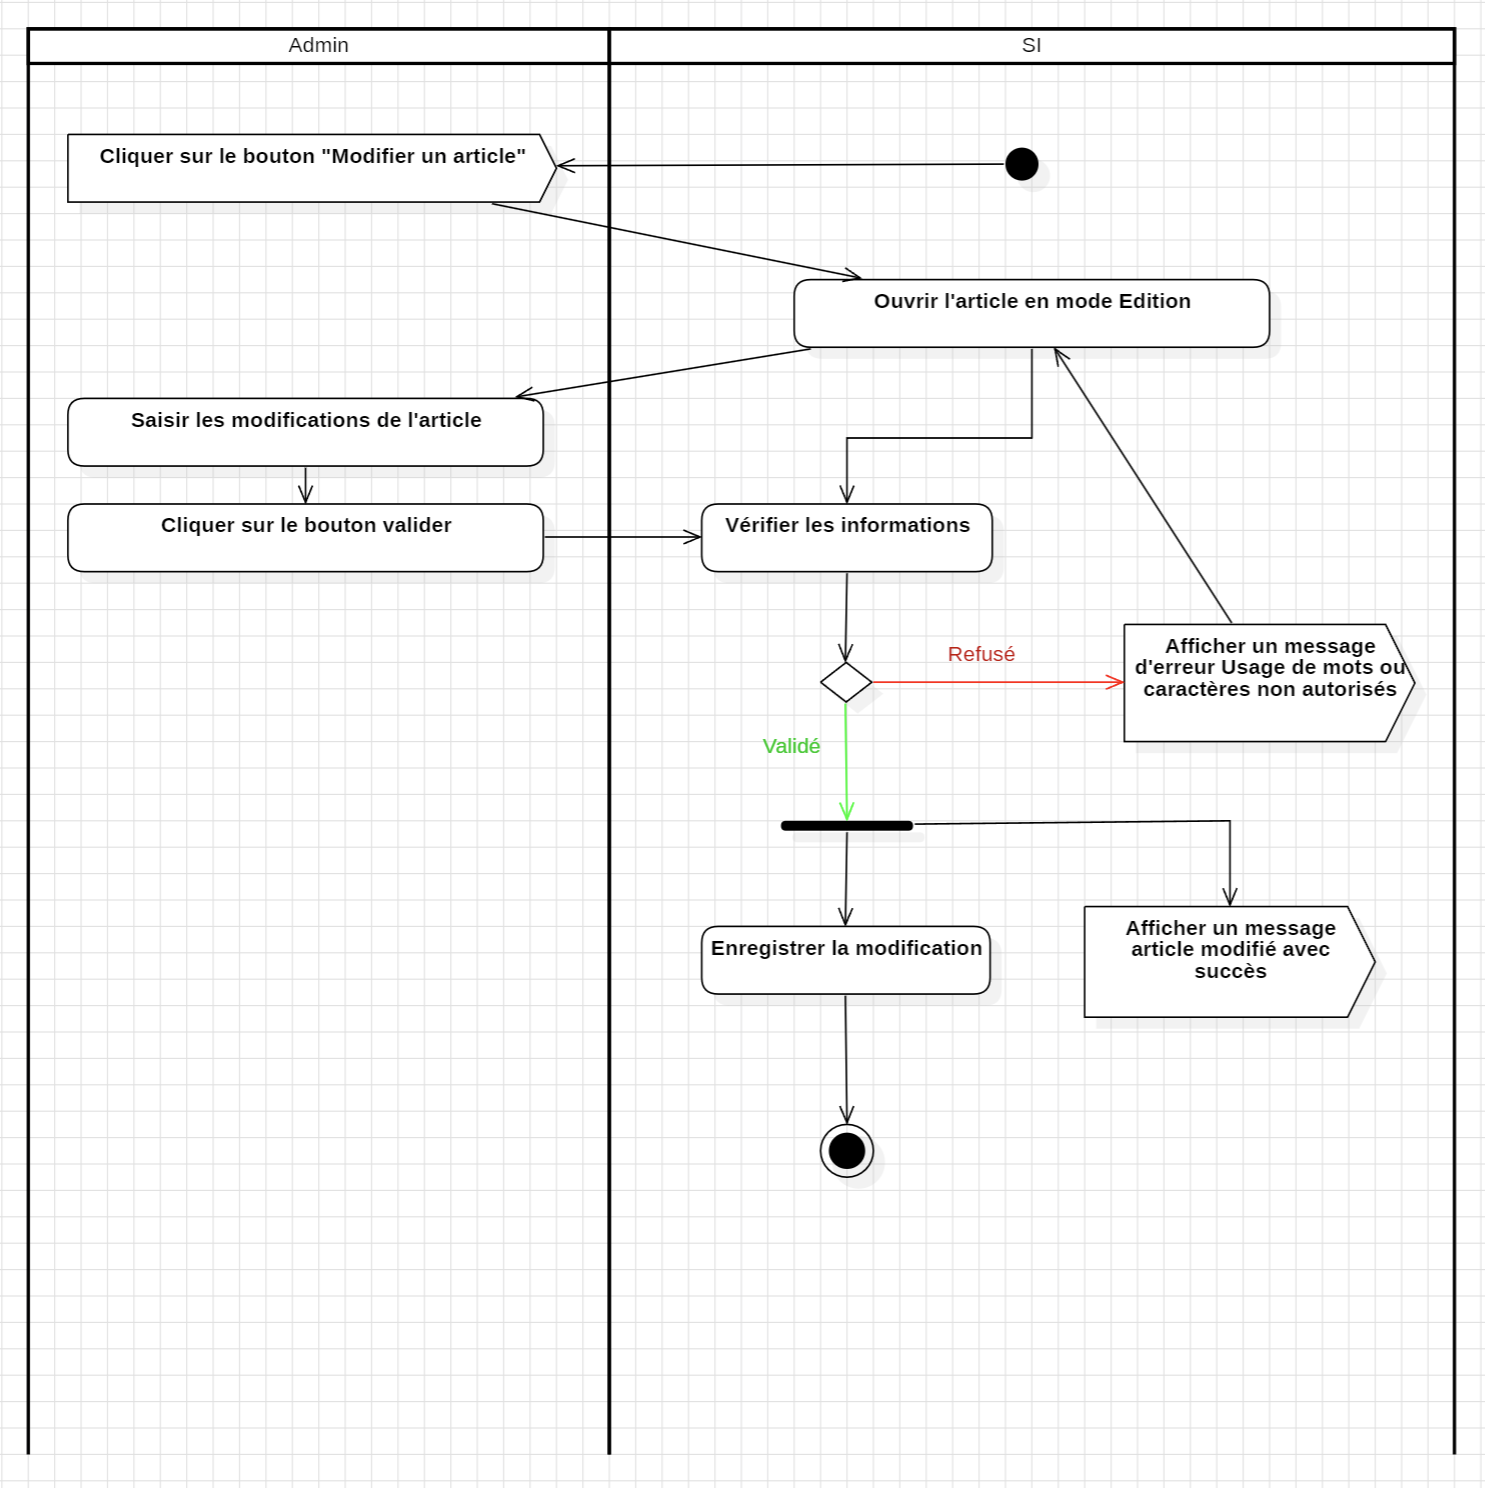 Admin
SI
Cliquer sur le bouton "Modifier un article"
Ouvrir l'article en mode Edition
Saisir les modifications de l'article
Cliquer sur le bouton valider
Vérifier les informations
Refusé
Afficher un message
d'erreur Usage de mots ou
caractères non autorisés
Validé
Enregistrer la modification
Afficher un message
article modifié avec
succès